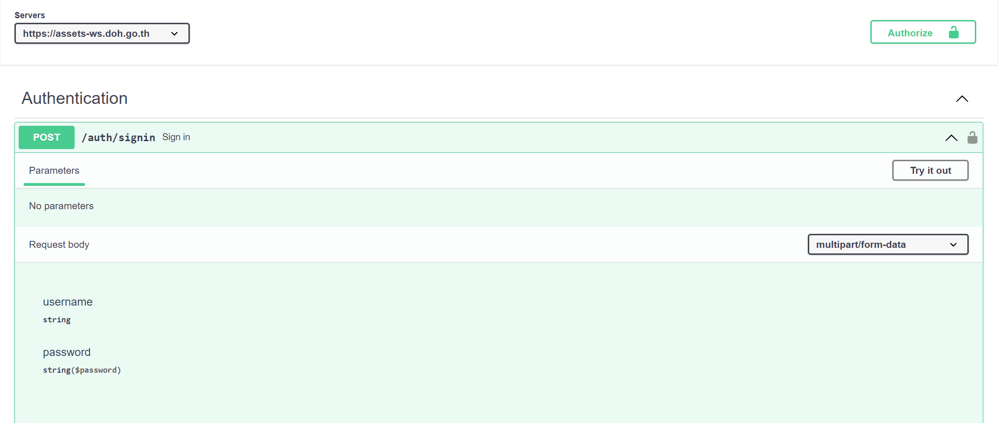 Servers
https://assets-ws.doh.go.th
Authorize
Authentication
POST /auth/signin Sign in
Parameters
Try it out
No parameters
Request body
multipart/form-data
username
string
password
string($password)